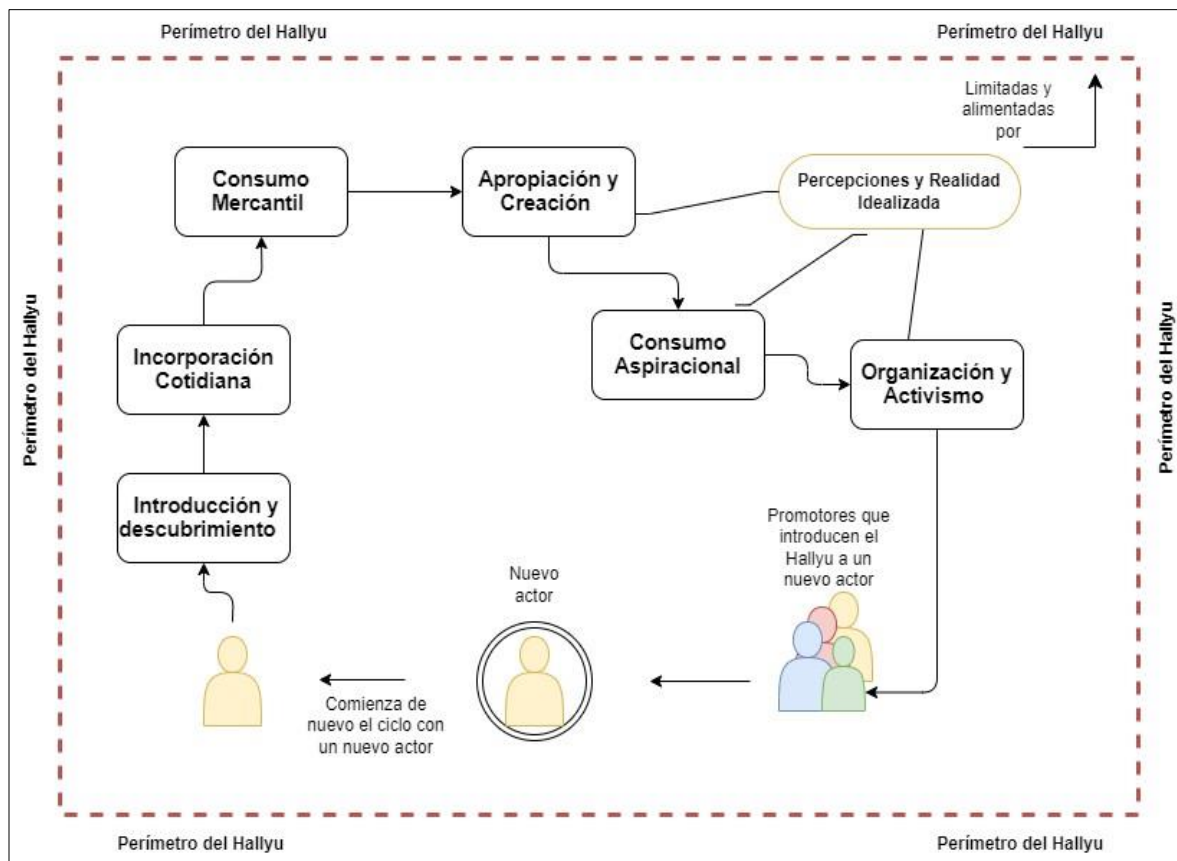 Perímetro del Hallyu
Perímetro del Hallyu
Limitadas y
alimentadas
por
Consumo
Mercantil
Apropiación y
Creación
Percepciones y Realidad
Idealizada
Perímetro del Hallyu
Incorporación
Cotidiana
Consumo
Aspiracional
Organización y
Activismo
Perímetro del Hallyu
Introducción y
descubrimiento
Promotores que
introducen el
Hallyu a un
nuevo actor
Nuevo
actor
Comienza de
nuevo el ciclo con
un nuevo actor
Perímetro del Hallyu
Perímetro del Hallyu